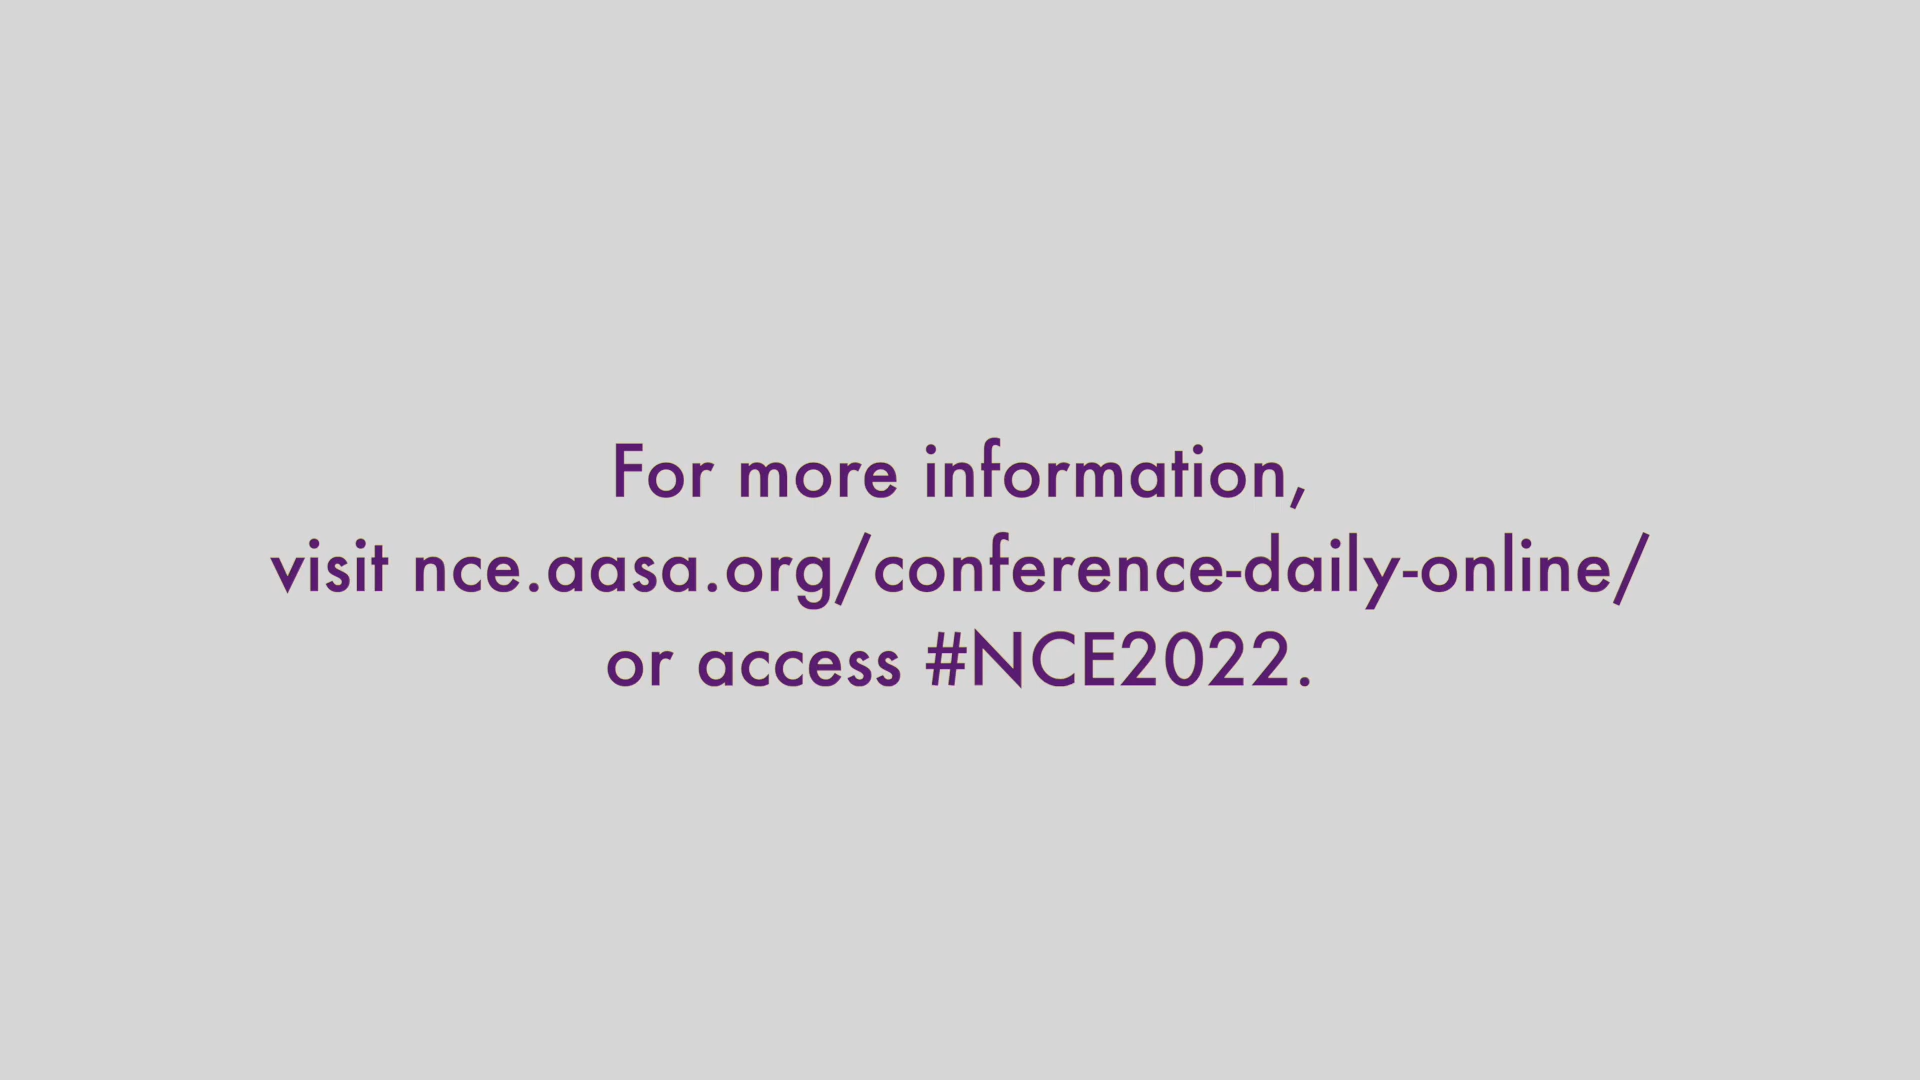 For more information,
visit nce.aasa.org/conference-daily-online/
or access #NCE2022.